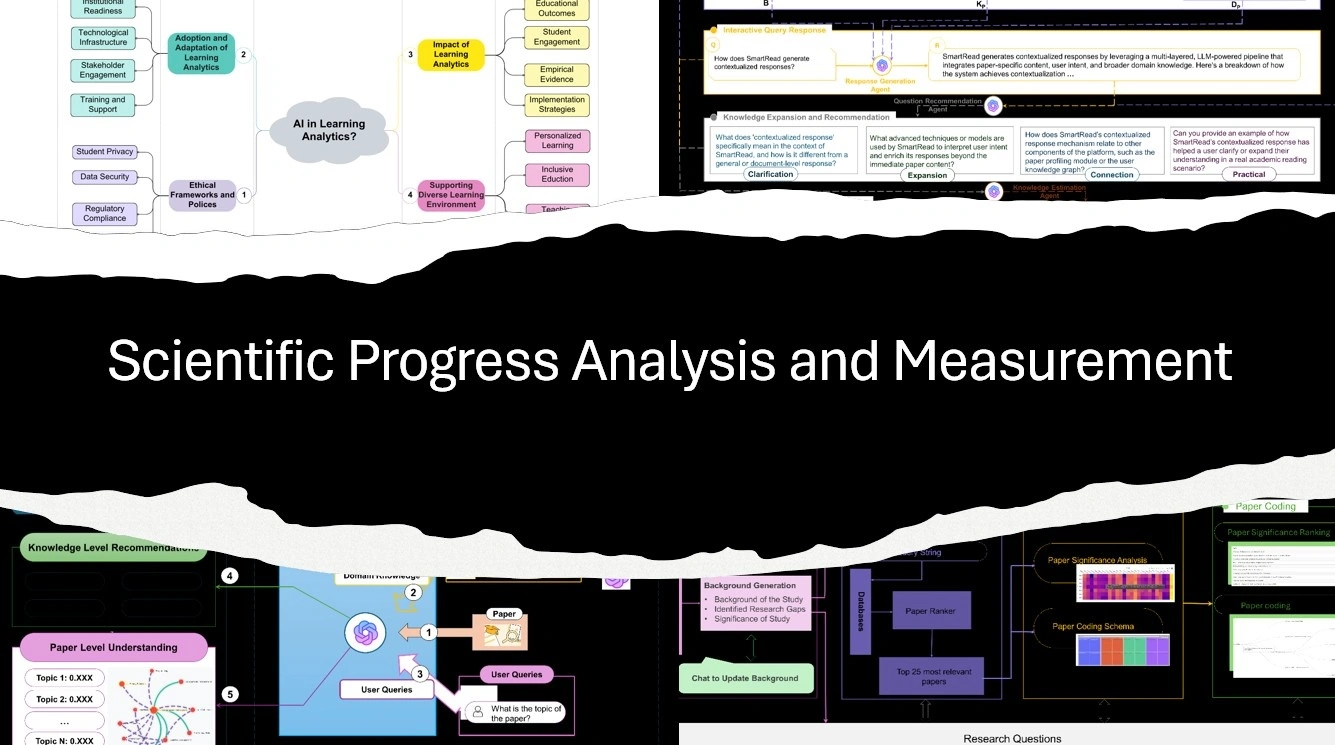 Institutional
Readiness
Technological
Infrastructure
Stakeholder
Engagement
Training and
Support
Adoption and
Adaptation of
Learning
Analytics
2
Student Privacy
Data Security
Regulatory
Compliance
Ethical
Frameworks and
Polices
1
AI in Learning
Analytics?
3
Impact of
Learning
Analytics
Educational
Outcomes
Student
Engagement
Empirical
Evidence
Implementation
Strategies
4
Supporting
Diverse Learning
Environment
Personalized
Learning
Inclusive
Eduction
B
Kp
Dp
Interactive Query Response
Q
How does SmartRead generate
contextualized responses?
Response Generation
Agent
R
SmartRead generates contextualized responses by leveraging a multi-layered, LLM-powered pipeline that
integrates paper-specific content, user intent, and broader domain knowledge. Here's a breakdown of how
the system achieves contextualization ...
Question Recommendation
Agent
Knowledge Expansion and Recommendation
What does 'contextualized response'
specifically mean in the context of
SmartRead, and how is it different from a
general or document-level response?
Clarification
What advanced techniques or models are
used by SmartRead to interpret user intent
and enrich its responses beyond the
immediate paper content?
Expansion
How does SmartRead's contextualized
response mechanism relate to other
components of the platform, such as the
paper profiling module or the user
knowledge graph?
Connection
Can you provide an example of how
SmartRead's contextualized response has
helped a user clarify or expand their
understanding in a real academic reading
scenario?
Practical
Knowledge Estimation
Agent
Scientific Progress Analysis and Measurement
Knowledge Level Recommendations
4
Paper Level Understanding
Topic 1: 0.XXX
Topic 2: 0.XXX
...
Topic N: 0.XXX
5
Domain Knowledge
2
1
Paper
3
User Queries
User Queries
What is the topic of
the paper?
Background Generation
• Background of the Study
• Identified Research Gaps
• Significance of Study
Chat to Update Background
String
Databases
Paper Ranker
Top 25 most relevant
papers
Paper Significance Analysis
Paper Coding Schema
Paper Coding
Paper Significance Ranking
Paper coding
Research Questions